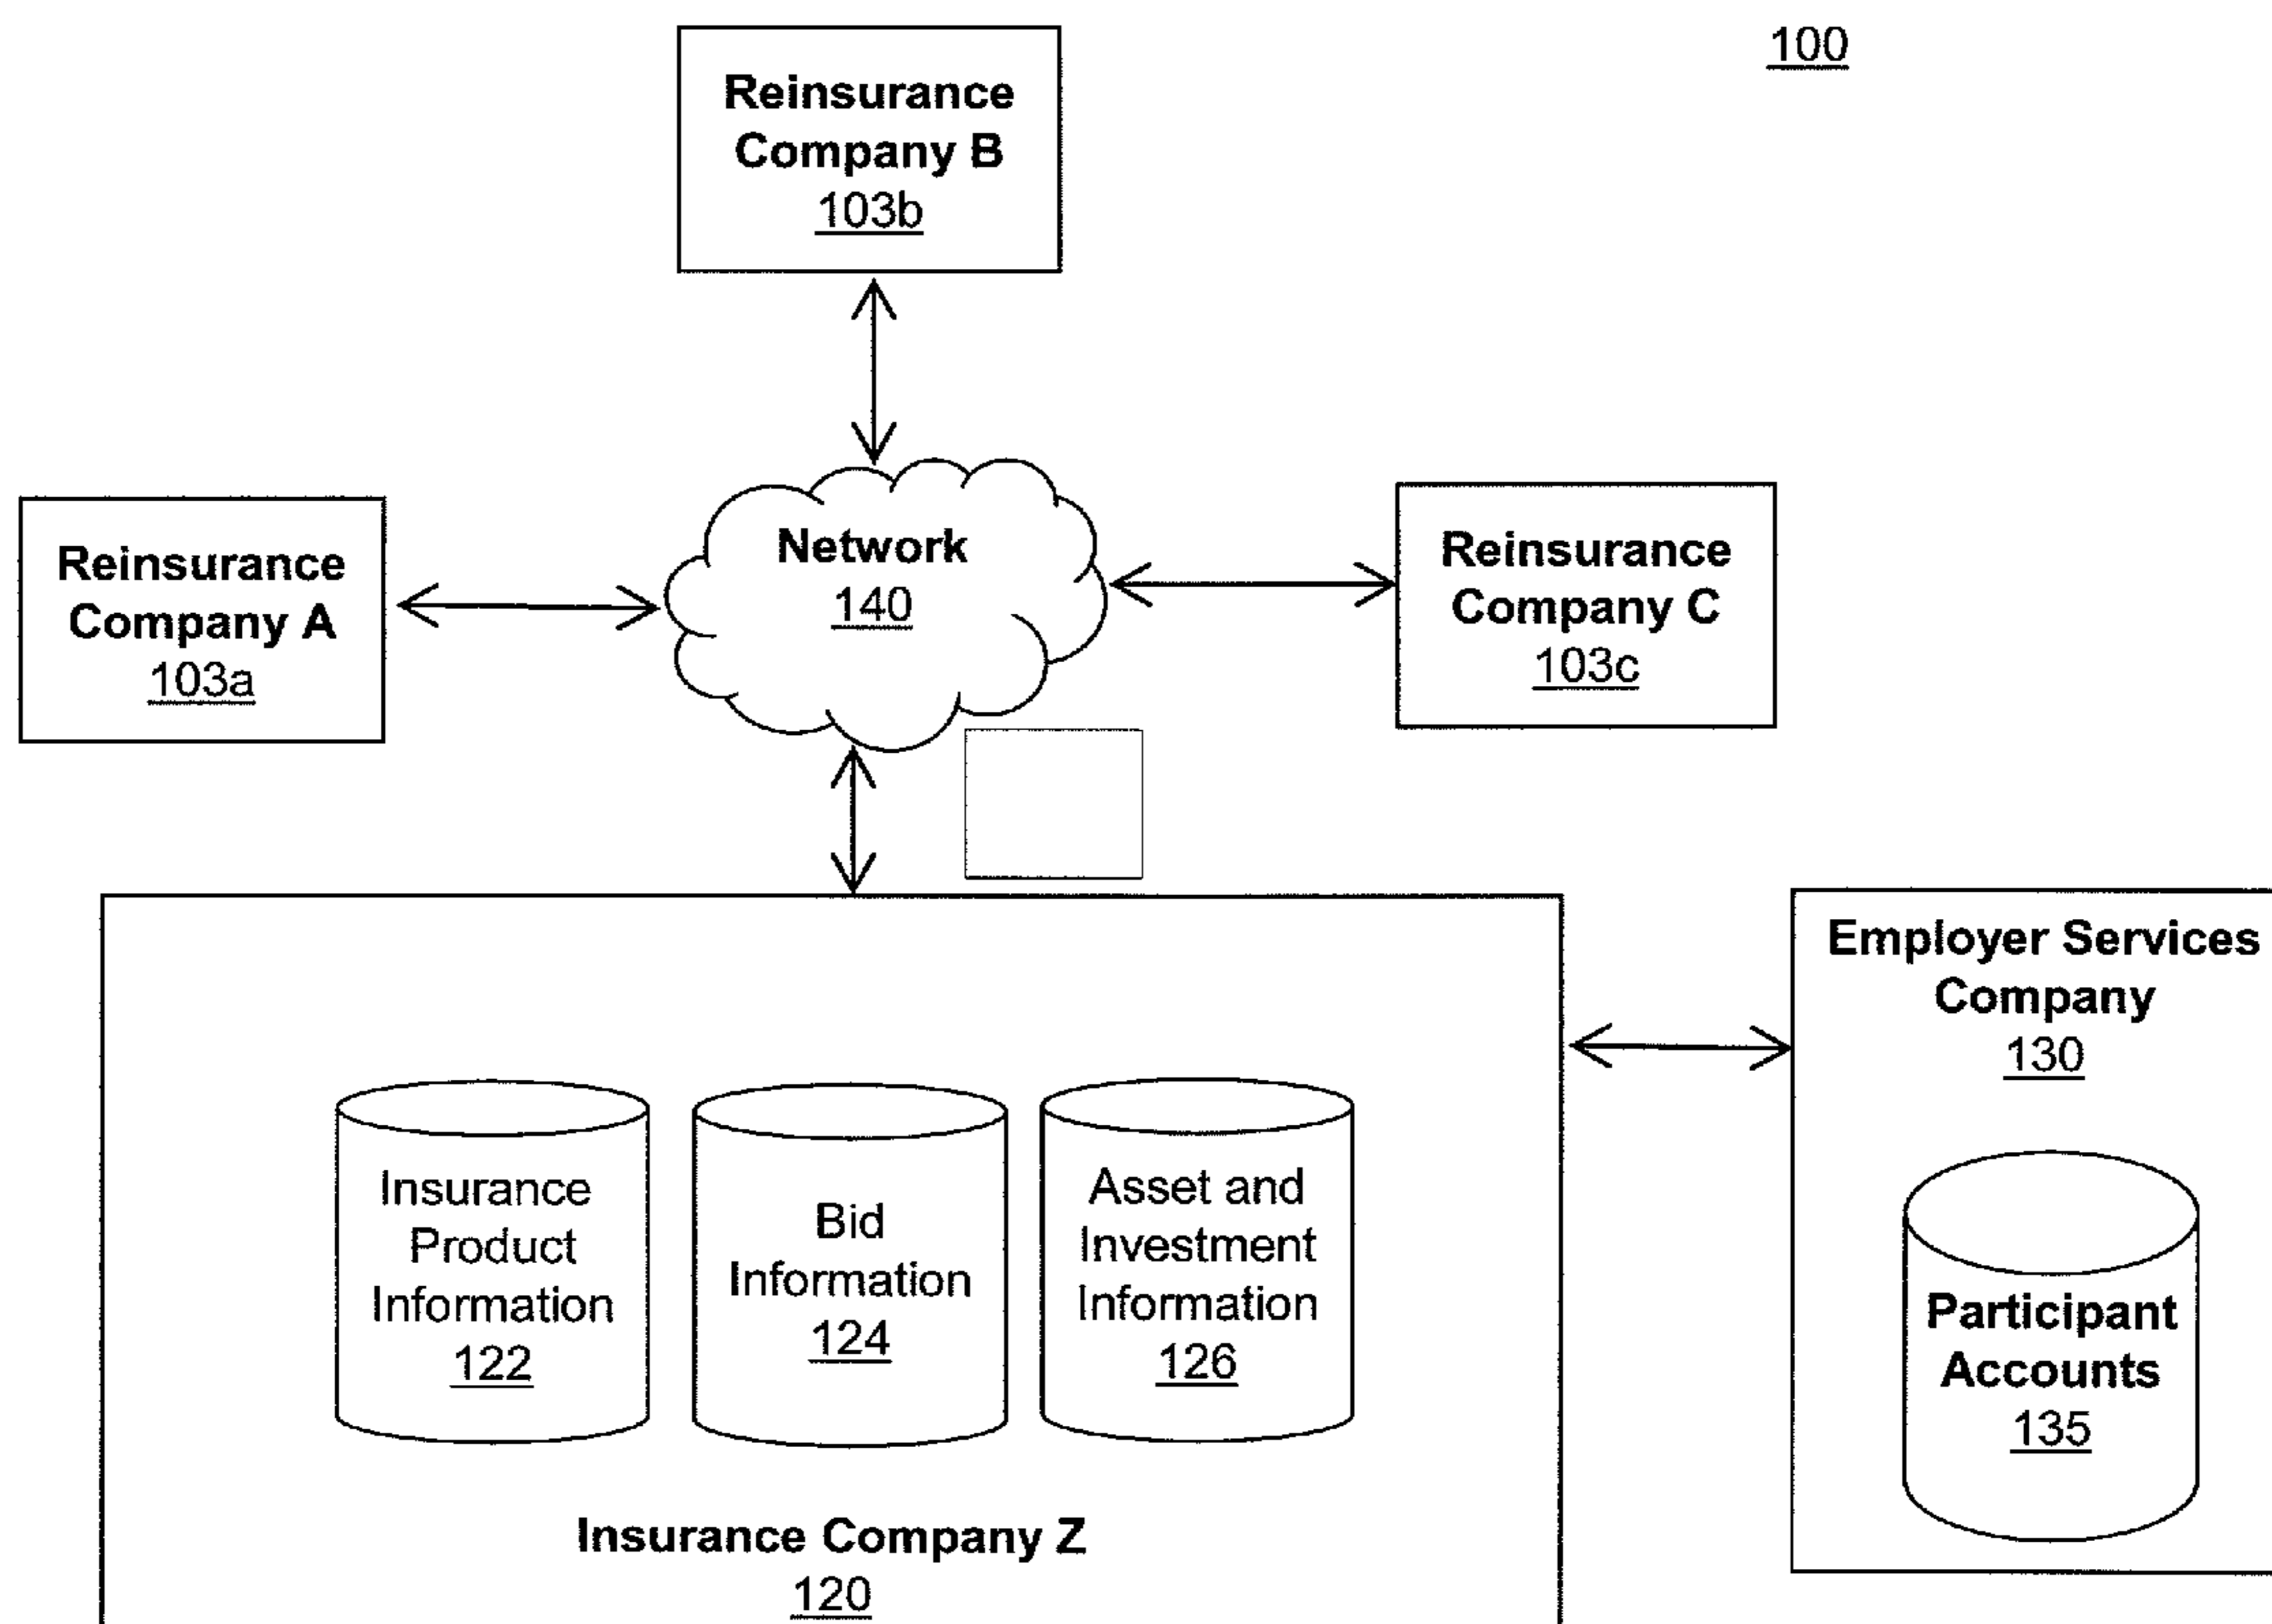 100
Reinsurance
Company B
103b
Network
140
Reinsurance
Company A
103a
Reinsurance
Company C
103c
Employer Services
Company
130
Insurance
Product
Information
122
Bid
Information
124
Asset and
Investment
Information
126
Participant
Accounts
135
Insurance Company Z
120